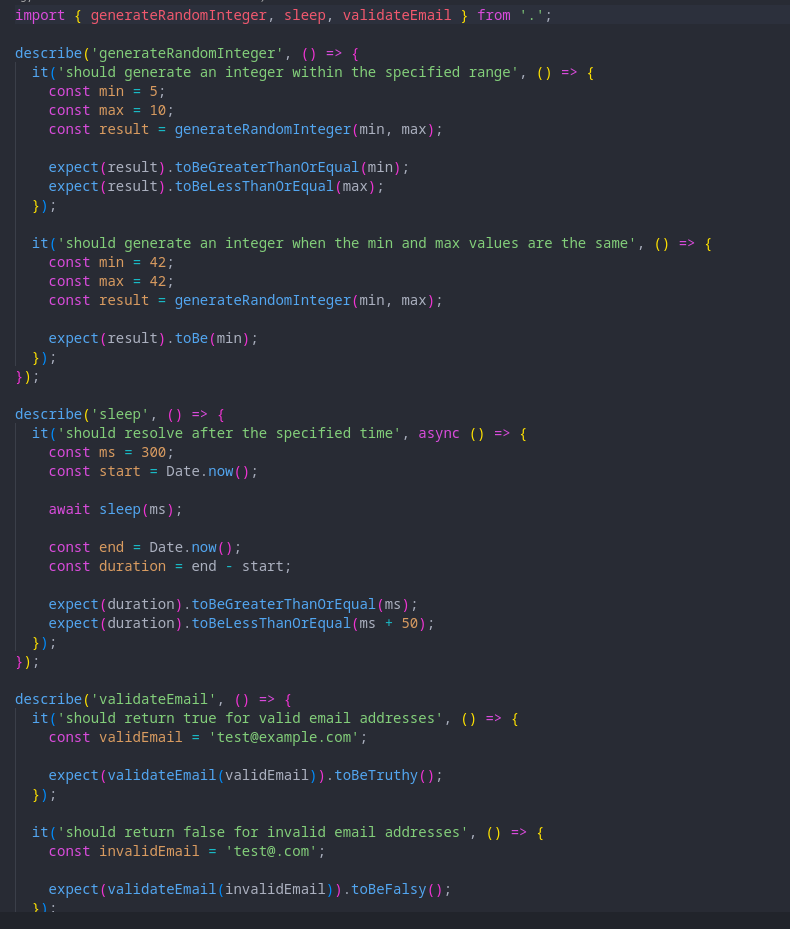 import { generateRandomInteger, sleep, validateEmail } from '.';

describe('generateRandomInteger', () => {
  it('should generate an integer within the specified range', () => {
    const min = 5;
    const max = 10;
    const result = generateRandomInteger(min, max);

    expect(result).toBeGreaterThanOrEqual(min);
    expect(result).toBeLessThanOrEqual(max);
  });

  it('should generate an integer when the min and max values are the same', () => {
    const min = 42;
    const max = 42;
    const result = generateRandomInteger(min, max);

    expect(result).toBe(min);
  });
});

describe('sleep', () => {
  it('should resolve after the specified time', async () => {
    const ms = 300;
    const start = Date.now();

    await sleep(ms);

    const end = Date.now();
    const duration = end - start;

    expect(duration).toBeGreaterThanOrEqual(ms);
    expect(duration).toBeLessThanOrEqual(ms + 50);
  });
});

describe('validateEmail', () => {
  it('should return true for valid email addresses', () => {
    const validEmail = 'test@example.com';

    expect(validateEmail(validEmail)).toBeTruthy();
  });

  it('should return false for invalid email addresses', () => {
    const invalidEmail = 'test@.com';

    expect(validateEmail(invalidEmail)).toBeFalsy();
  });